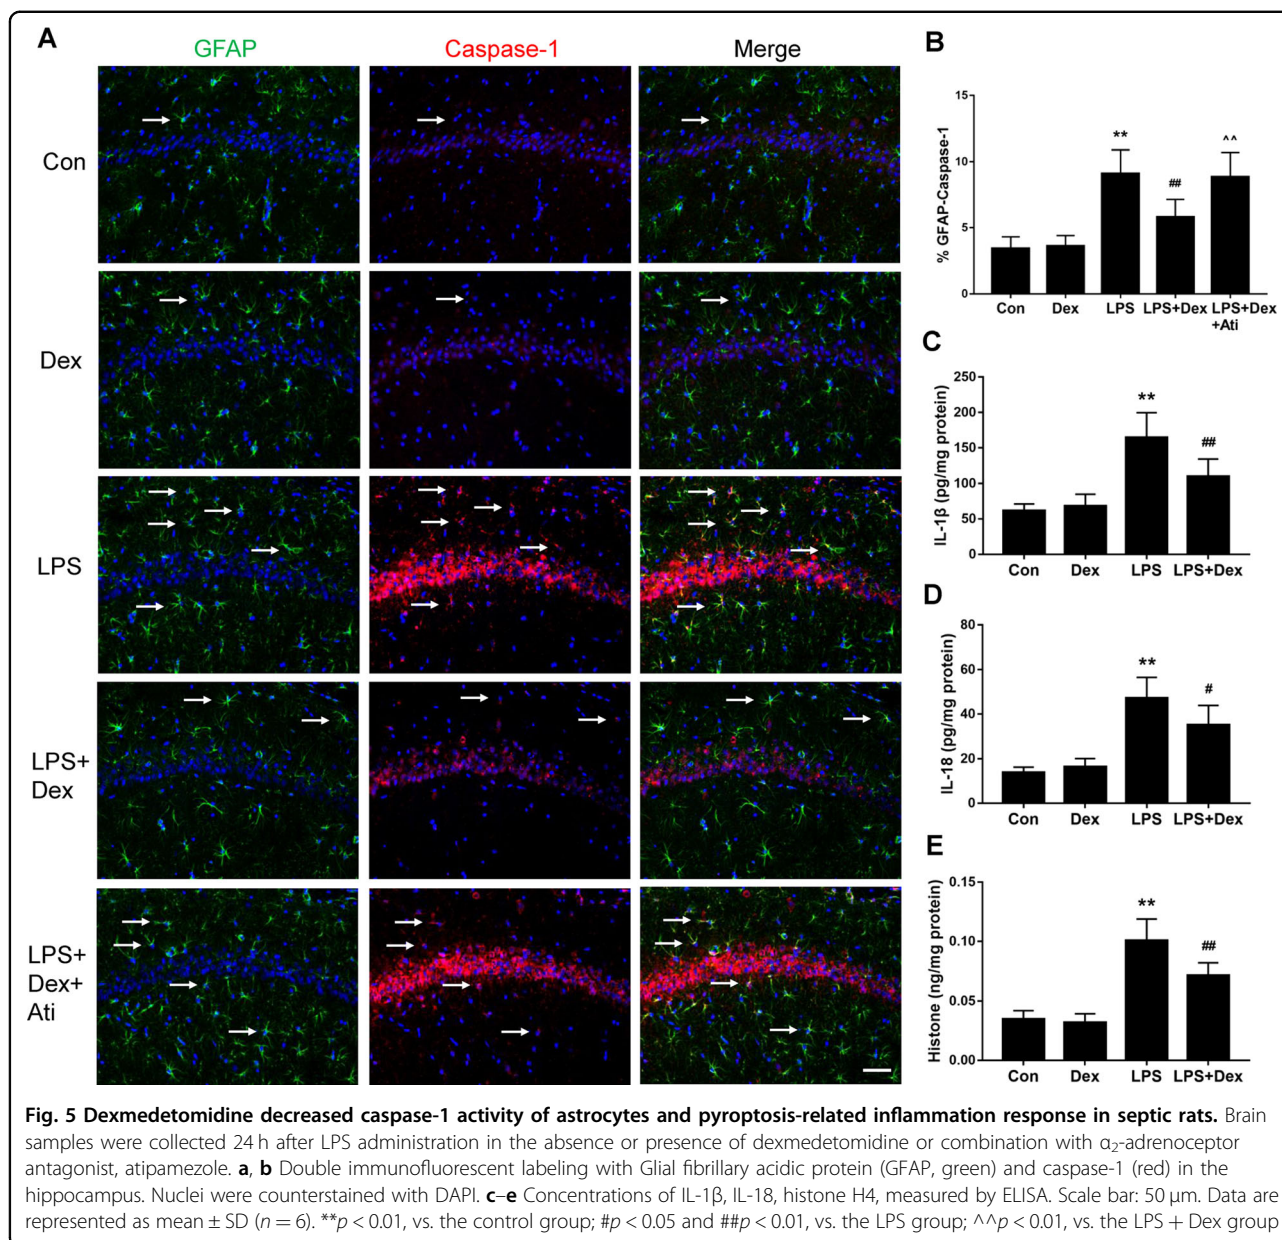 A
GFAP
Caspase-1
Merge
Con
Dex
LPS
LPS+
Dex
LPS+
Dex+
Ati
B
% GFAP-Caspase-1
15
10
5
0
**
##
^^
Con
Dex
LPS
LPS+Dex
LPS+Dex
+Ati
C
IL-1β (pg/mg protein)
250
200
150
100
50
0
**
##
Con
Dex
LPS
LPS+Dex
D
IL-18 (pg/mg protein)
80
60
40
20
0
**
#
Con
Dex
LPS
LPS+Dex
E
Histone (ng/mg protein)
0.15
0.10
0.05
0.00
**
##
Con
Dex
LPS
LPS+Dex
Fig. 5 Dexmedetomidine decreased caspase-1 activity of astrocytes and pyroptosis-related inflammation response in septic rats. Brain
samples were collected 24 h after LPS administration in the absence or presence of dexmedetomidine or combination with α₂-adrenoceptor
antagonist, atipamezole. a, b Double immunofluorescent labeling with Glial fibrillary acidic protein (GFAP, green) and caspase-1 (red) in the
hippocampus. Nuclei were counterstained with DAPI. c–e Concentrations of IL-1β, IL-18, histone H4, measured by ELISA. Scale bar: 50 μm. Data are
represented as mean ± SD (n = 6). **p < 0.01, vs. the control group; #p < 0.05 and ##p < 0.01, vs. the LPS group; ^^p < 0.01, vs. the LPS + Dex group